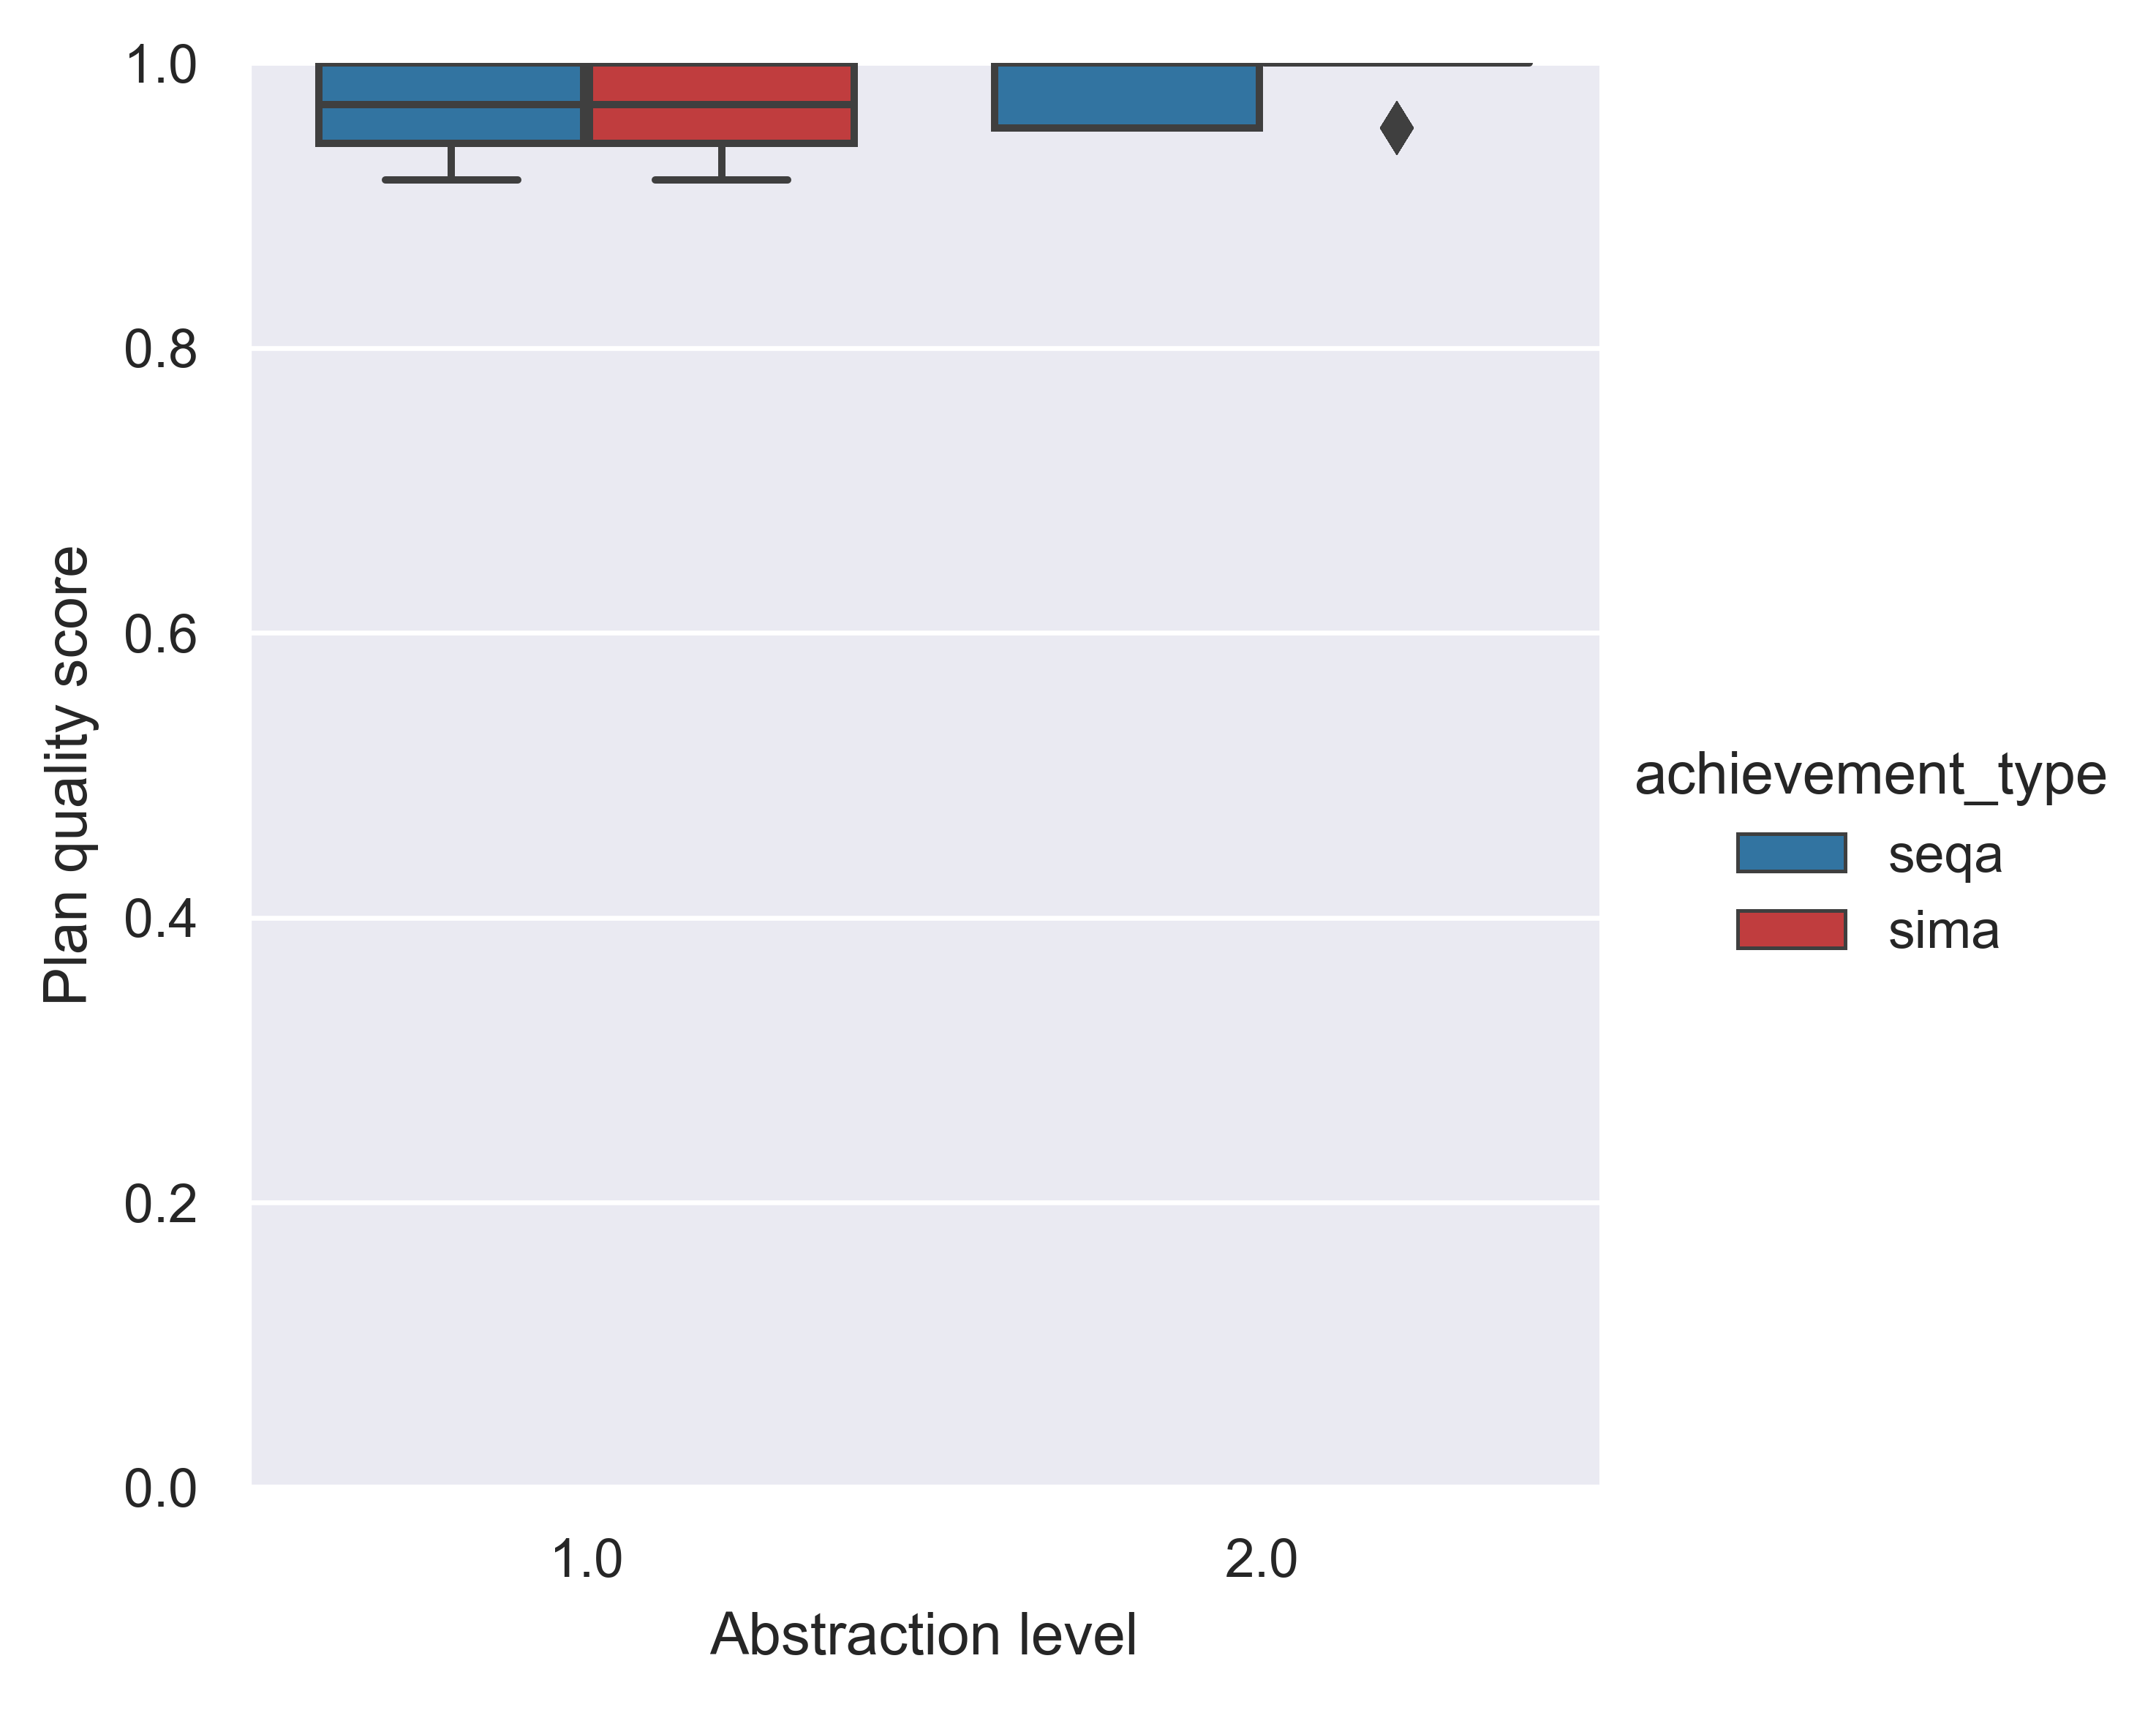 1.0
0.8
0.6
0.4
0.2
0.0
Plan quality score
1.0
2.0
Abstraction level
achievement_type
seqa
sima